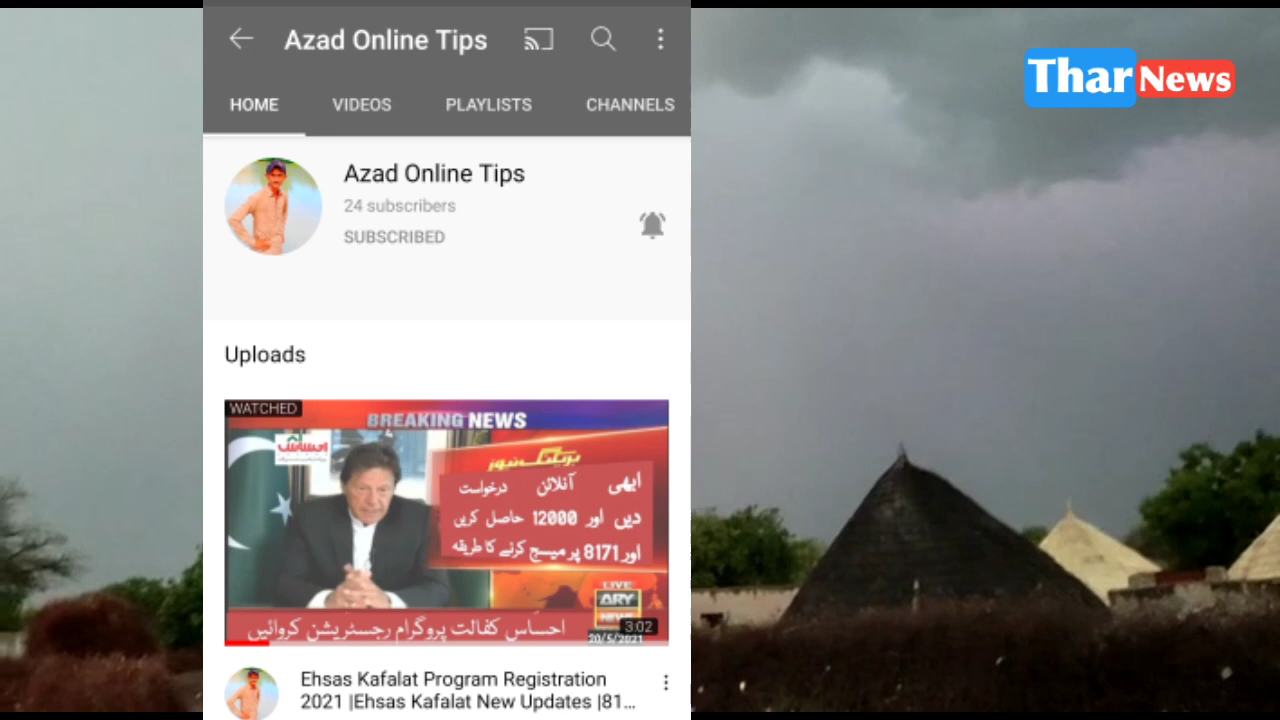 Azad Online Tips
HOME VIDEOS PLAYLISTS CHANNELS
Azad Online Tips
24 subscribers
SUBSCRIBED
Uploads
WATCHED
BREAKING NEWS
احساس
بریکنگ نیوز
ابھی آنلائن درخواست
دیں اور 12000 حاصل کریں
اور 8171 پر میسج کرنے کا طریقہ
LIVE
ARY
NEWS
احساس کفالت پروگرام رجسٹریشن کروائیں
3:02
20/5/2021
Ehsas Kafalat Program Registration
2021 |Ehsas Kafalat New Updates |81...
Thar News